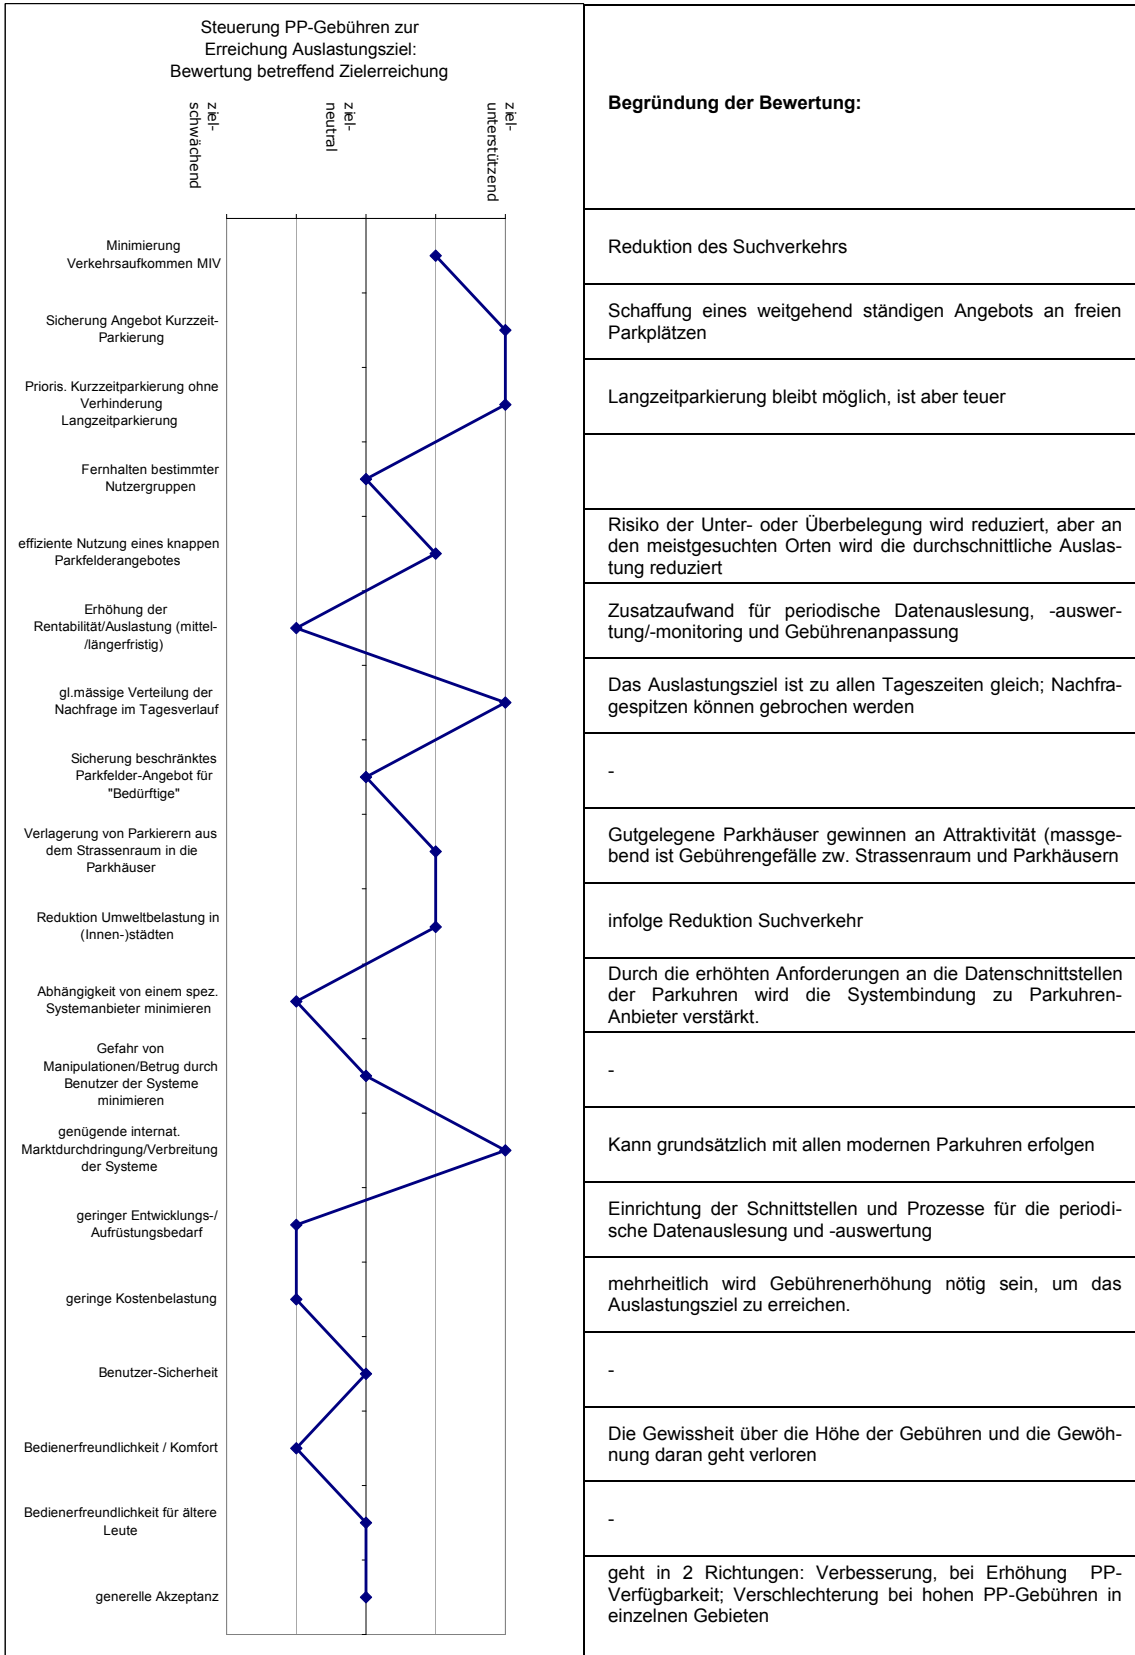 Steuerung PP-Gebühren zur
Erreichung Auslastungsziel:
Bewertung betreffend Zielerreichung
ziel-
schwächend
ziel-
neutral
ziel-
unterstützend
Begründung der Bewertung:
Minimierung
Verkehrsaufkommen MIV
Reduktion des Suchverkehrs
Sicherung Angebot Kurzzeit-
Parkierung
Schaffung eines weitgehend ständigen Angebots an freien
Parkplätzen
Prioris. Kurzzeitparkierung ohne
Verhinderung
Langzeitparkierung
Langzeitparkierung bleibt möglich, ist aber teuer
Fernhalten bestimmter
Nutzergruppen
effiziente Nutzung eines knappen
Parkfelderangebotes
Risiko der Unter- oder Überbelegung wird reduziert, aber an
den meistgesuchten Orten wird die durchschnittliche Auslas-
tung reduziert
Erhöhung der
Rentabilität/Auslastung (mittel-
/längerfristig)
Zusatzaufwand für periodische Datenauslesung, -auswer-
tung/-monitoring und Gebührenanpassung
gl.mässige Verteilung der
Nachfrage im Tagesverlauf
Das Auslastungsziel ist zu allen Tageszeiten gleich; Nachfra-
gespitzen können gebrochen werden
Sicherung beschränktes
Parkfelder-Angebot für
"Bedürftige"
-
Verlagerung von Parkierern aus
dem Strassenraum in die
Parkhäuser
Gutgelegene Parkhäuser gewinnen an Attraktivität (massge-
bend ist Gebührengefälle zw. Strassenraum und Parkhäusern
Reduktion Umweltbelastung in
(Innen-)städten
infolge Reduktion Suchverkehr
Abhängigkeit von einem spez.
Systemanbieter minimieren
Durch die erhöhten Anforderungen an die Datenschnittstellen
der Parkuhren wird die Systembindung zu Parkuhren-
Anbieter verstärkt.
Gefahr von
Manipulationen/Betrug durch
Benutzer der Systeme
minimieren
-
genügende internat.
Marktdurchdringung/Verbreitung
der Systeme
Kann grundsätzlich mit allen modernen Parkuhren erfolgen
geringer Entwicklungs-/
Aufrüstungsbedarf
Einrichtung der Schnittstellen und Prozesse für die periodi-
sche Datenauslesung und -auswertung
geringe Kostenbelastung
mehrheitlich wird Gebührenerhöhung nötig sein, um das
Auslastungsziel zu erreichen.
Benutzer-Sicherheit
-
Bedienerfreundlichkeit / Komfort
Die Gewissheit über die Höhe der Gebühren und die Gewöh-
nung daran geht verloren
Bedienerfreundlichkeit für ältere
Leute
-
generelle Akzeptanz
geht in 2 Richtungen: Verbesserung, bei Erhöhung PP-
Verfügbarkeit; Verschlechterung bei hohen PP-Gebühren in
einzelnen Gebieten